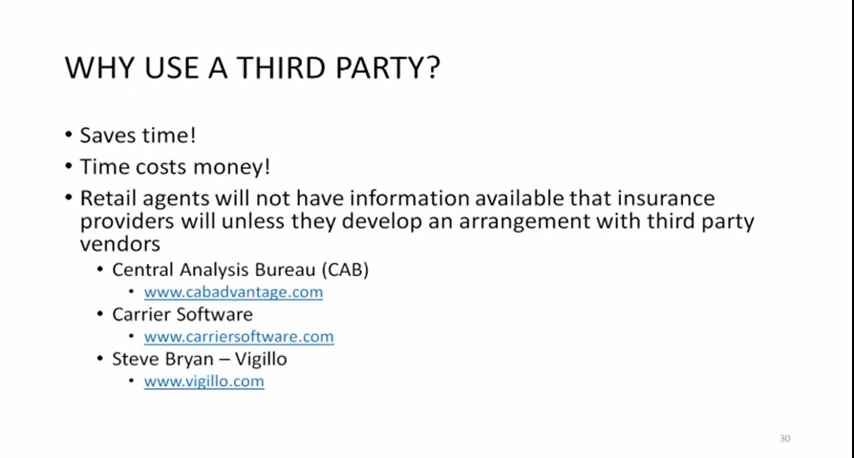 WHY USE A THIRD PARTY?
• Saves time!
• Time costs money!
• Retail agents will not have information available that insurance
providers will unless they develop an arrangement with third party
vendors
• Central Analysis Bureau (CAB)
• www.cabadvantage.com
• Carrier Software
• www.carriersoftware.com
• Steve Bryan – Vigillo
• www.vigillo.com
30